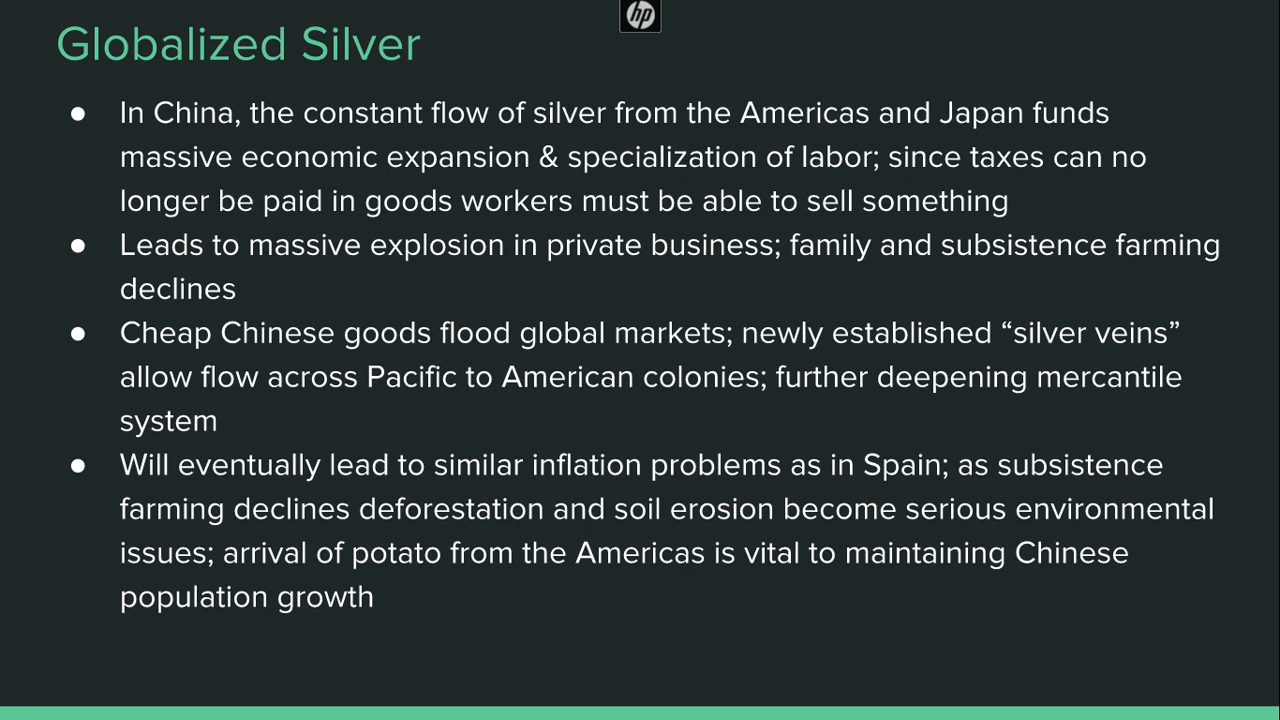 hp
Globalized Silver
● In China, the constant flow of silver from the Americas and Japan funds
massive economic expansion & specialization of labor; since taxes can no
longer be paid in goods workers must be able to sell something
● Leads to massive explosion in private business; family and subsistence farming
declines
● Cheap Chinese goods flood global markets; newly established “silver veins”
allow flow across Pacific to American colonies; further deepening mercantile
system
● Will eventually lead to similar inflation problems as in Spain; as subsistence
farming declines deforestation and soil erosion become serious environmental
issues; arrival of potato from the Americas is vital to maintaining Chinese
population growth